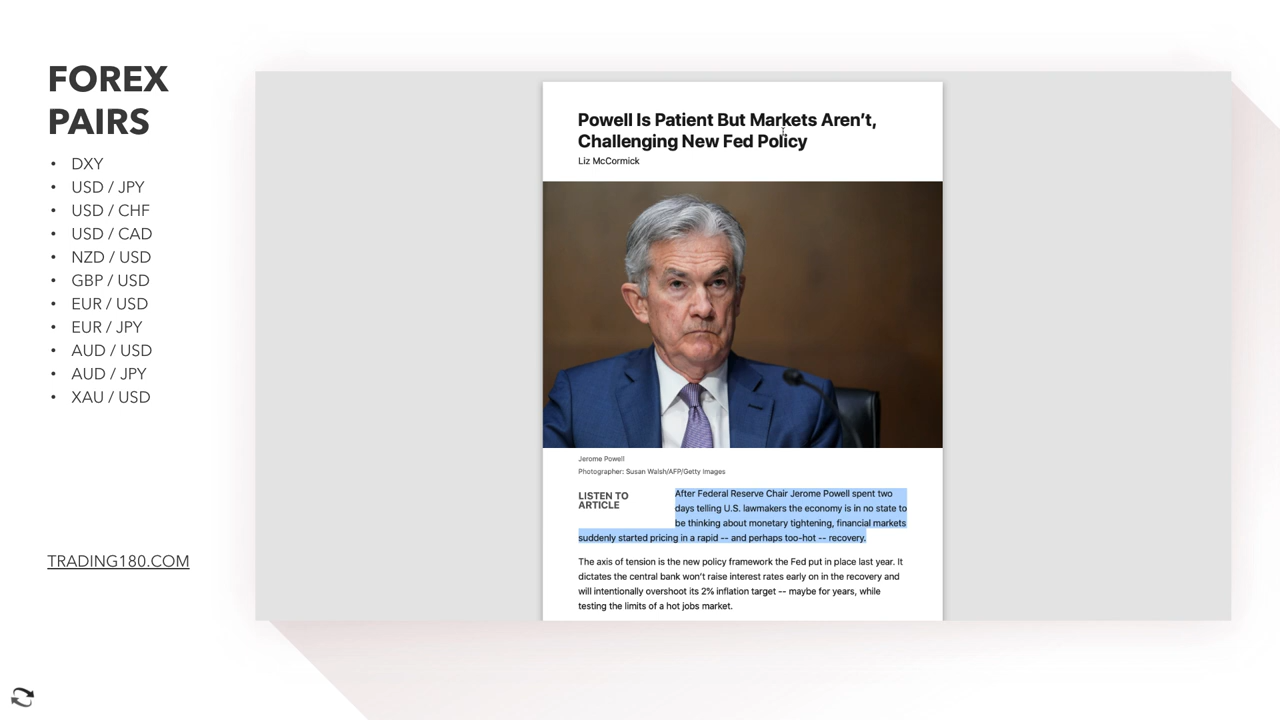 FOREX
PAIRS
• DXY
• USD / JPY
• USD / CHF
• USD / CAD
• NZD / USD
• GBP / USD
• EUR / USD
• EUR / JPY
• AUD / USD
• AUD / JPY
• XAU / USD
TRADING180.COM
Powell Is Patient But Markets Aren't,
Challenging New Fed Policy
Liz McCormick
Jerome Powell
Photographer: Susan Walsh/AFP/Getty Images
LISTEN TO
ARTICLE
After Federal Reserve Chair Jerome Powell spent two
days telling U.S. lawmakers the economy is in no state to
be thinking about monetary tightening, financial markets
suddenly started pricing in a rapid -- and perhaps too-hot -- recovery.
The axis of tension is the new policy framework the Fed put in place last year. It
dictates the central bank won't raise interest rates early on in the recovery and
will intentionally overshoot its 2% inflation target -- maybe for years, while
testing the limits of a hot jobs market.